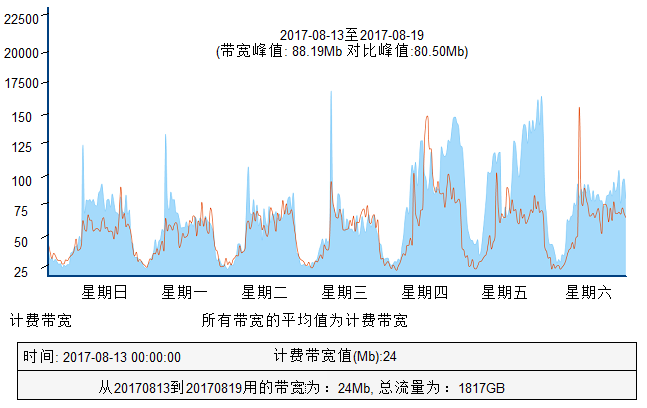 2017-08-13至2017-08-19
(带宽峰值: 88.19Mb 对比峰值:80.50Mb)
22500
20000
17500
150
125
100
75
50
25
星期日 星期一 星期二 星期三 星期四 星期五 星期六
计费带宽 所有带宽的平均值为计费带宽
时间: 2017-08-13 00:00:00 计费带宽值(Mb):24
从20170813到20170819用的带宽为：24Mb, 总流量为：1817GB